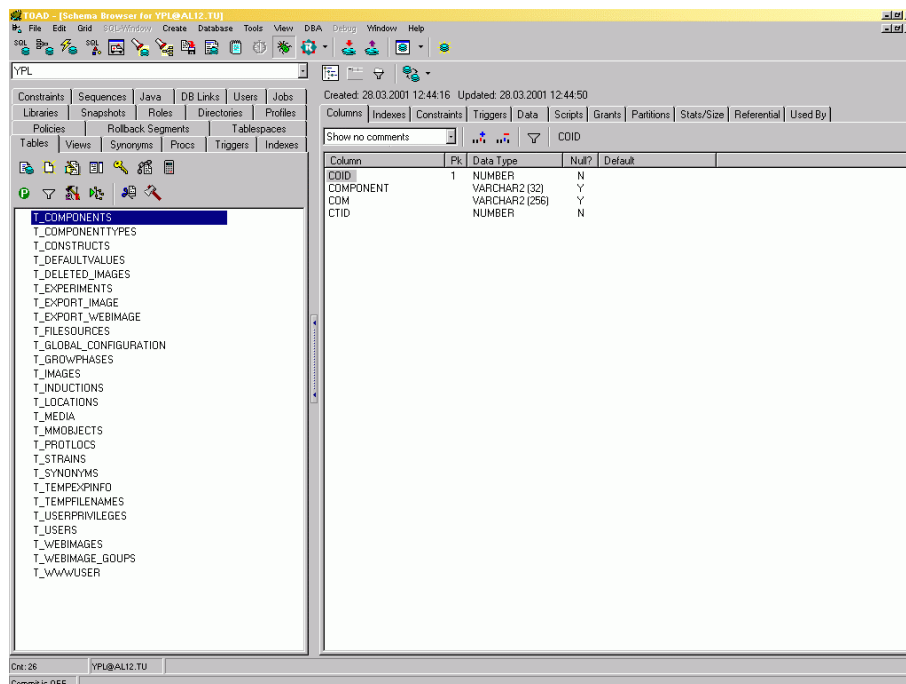 TOAD - [Schema Browser for YPL@AL12.TU]
File Edit Grid SQL-Window Create Database Tools View DBA Debug Window Help
SQL SQL
YPL
Created: 28.03.2001 12:44:16 Updated: 28.03.2001 12:44:50
Constraints Sequences Java DB Links Users Jobs
Libraries Snapshots Roles Directories Profiles
Policies Rollback Segments Tablespaces
Tables Views Synonyms Procs Triggers Indexes
Columns Indexes Constraints Triggers Data Scripts Grants Partitions Stats/Size Referential Used By
Show no comments COID
Column Pk Data Type Null? Default
COID 1 NUMBER N
COMPONENT VARCHAR2 (32) Y
COM VARCHAR2 (256) Y
CTID NUMBER N
T_COMPONENTS
T_COMPONENTTYPES
T_CONSTRUCTS
T_DEFAULTVALUES
T_DELETED_IMAGES
T_EXPERIMENTS
T_EXPORT_IMAGE
T_EXPORT_WEBIMAGE
T_FILESOURCES
T_GLOBAL_CONFIGURATION
T_GROWPHASES
T_IMAGES
T_INDUCTIONS
T_LOCATIONS
T_MEDIA
T_MMOBJECTS
T_PROTLOCS
T_STRAINS
T_SYNONYMS
T_TEMPEXPINFO
T_TEMPFILENAMES
T_USERPRIVILEGES
T_USERS
T_WEBIMAGES
T_WEBIMAGE_GOUPS
T_WWWUSER
Cnt: 26 YPL@AL12.TU
Commit is OFF